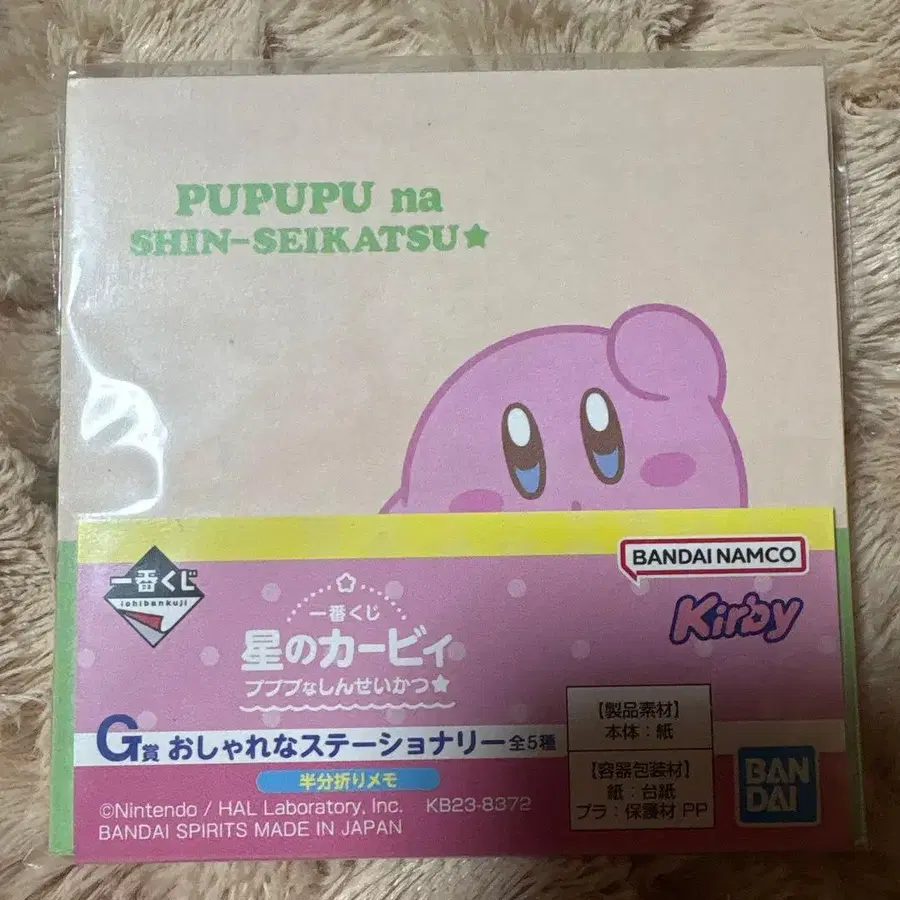 PUPUPU na
SHIN-SEIKATSU★
一番くじ
ichibankuji
一番くじ
星のカービィ
プププなしんせいかつ★
BANDAI NAMCO
Kirby
G賞 おしゃれなステーショナリー 全5種
半分折りメモ
©Nintendo / HAL Laboratory, Inc. KB23-8372
BANDAI SPIRITS MADE IN JAPAN
【製品素材】
本体:紙
【容器包装材】
紙:台紙
プラ:保護材 PP
BAN
DAI